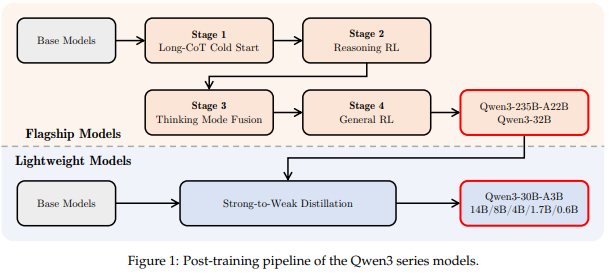 Base Models
Stage 1
Long-CoT Cold Start
Stage 2
Reasoning RL
Stage 3
Thinking Mode Fusion
Stage 4
General RL
Qwen3-235B-A22B
Qwen3-32B
Flagship Models
Lightweight Models
Base Models
Strong-to-Weak Distillation
Qwen3-30B-A3B
14B/8B/4B/1.7B/0.6B
Figure 1: Post-training pipeline of the Qwen3 series models.